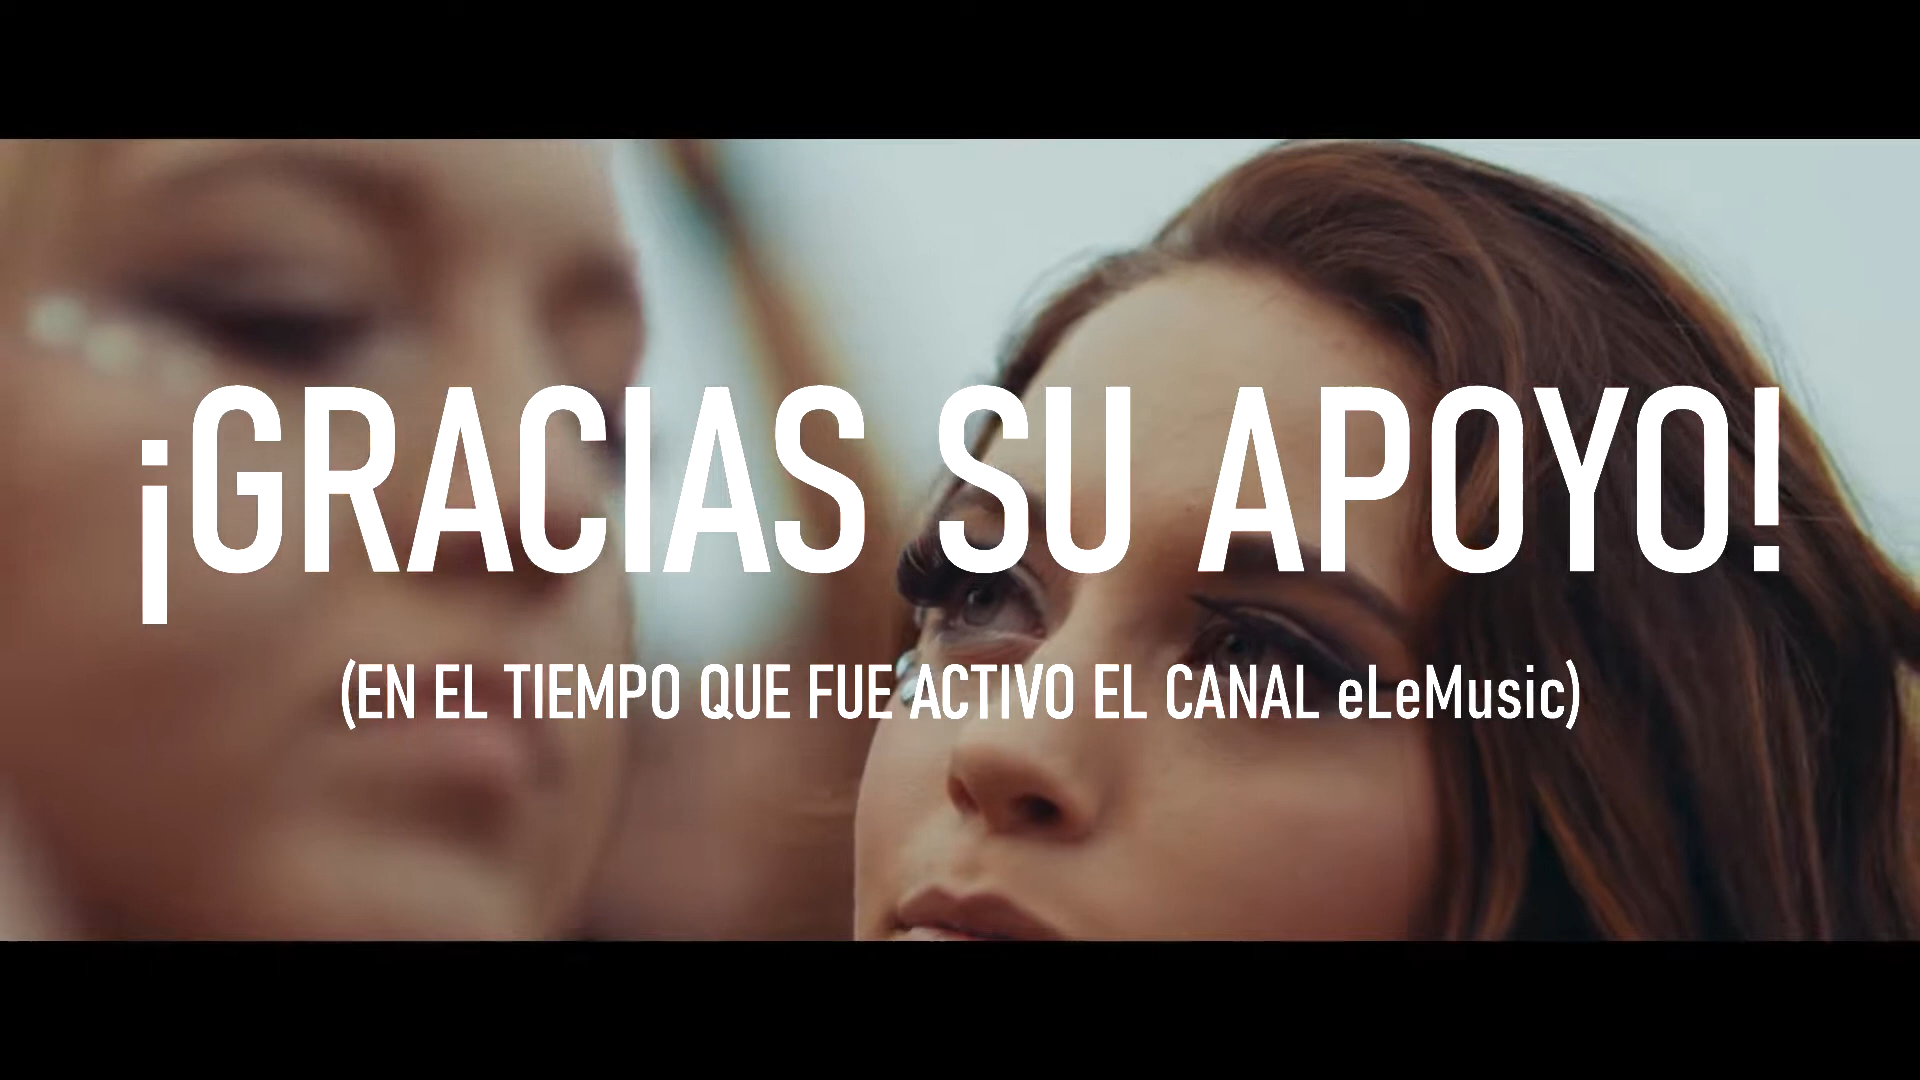 ¡GRACIAS SU APOYO!
(EN EL TIEMPO QUE FUE ACTIVO EL CANAL eLeMusic)